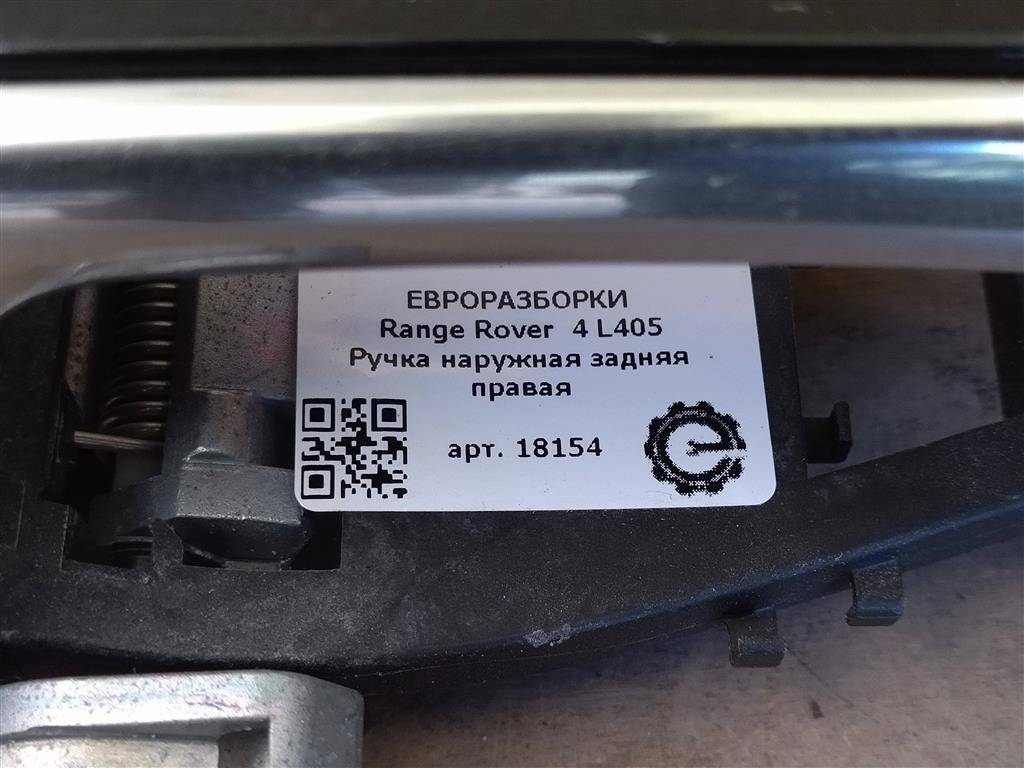 ЕВРОРАЗБОРКИ
Range Rover 4 L405
Ручка наружная задняя
правая
арт. 18154